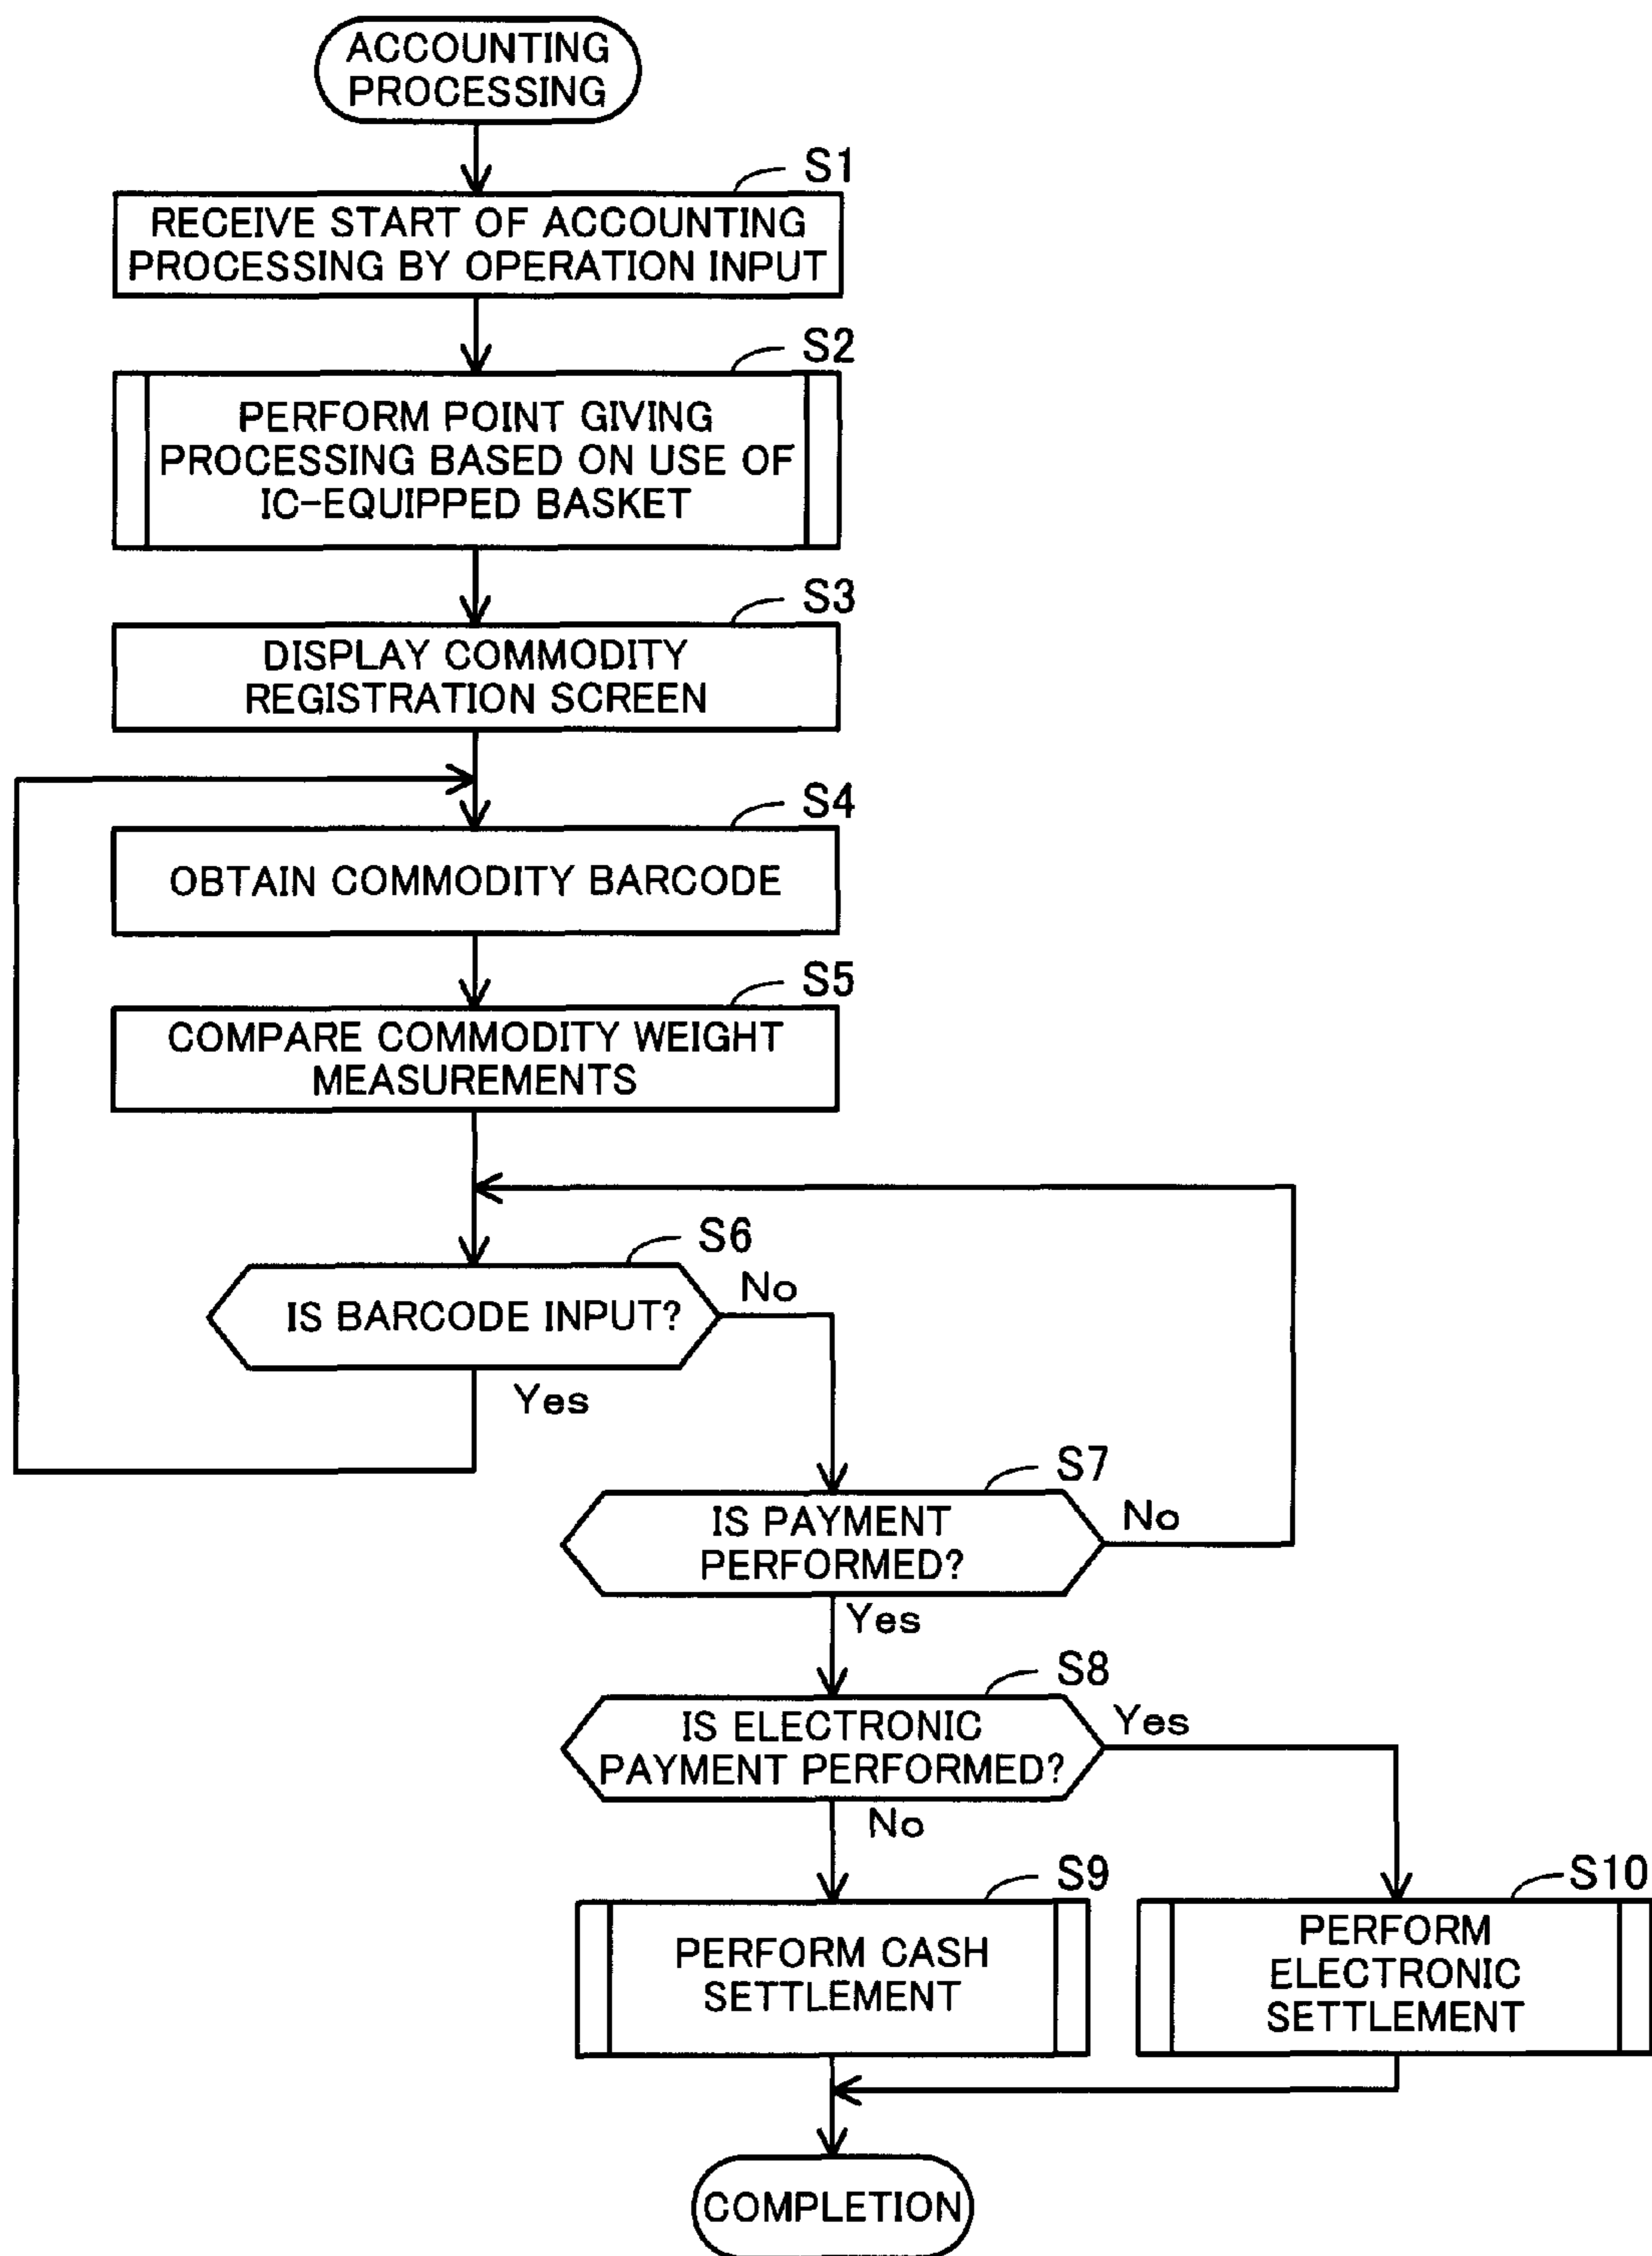 ACCOUNTING
PROCESSING
S1
RECEIVE START OF ACCOUNTING
PROCESSING BY OPERATION INPUT
S2
PERFORM POINT GIVING
PROCESSING BASED ON USE OF
IC-EQUIPPED BASKET
S3
DISPLAY COMMODITY
REGISTRATION SCREEN
S4
OBTAIN COMMODITY BARCODE
S5
COMPARE COMMODITY WEIGHT
MEASUREMENTS
S6
IS BARCODE INPUT?
No
Yes
S7
IS PAYMENT
PERFORMED?
No
Yes
S8
IS ELECTRONIC
PAYMENT PERFORMED?
Yes
No
S9
PERFORM CASH
SETTLEMENT
S10
PERFORM
ELECTRONIC
SETTLEMENT
COMPLETION